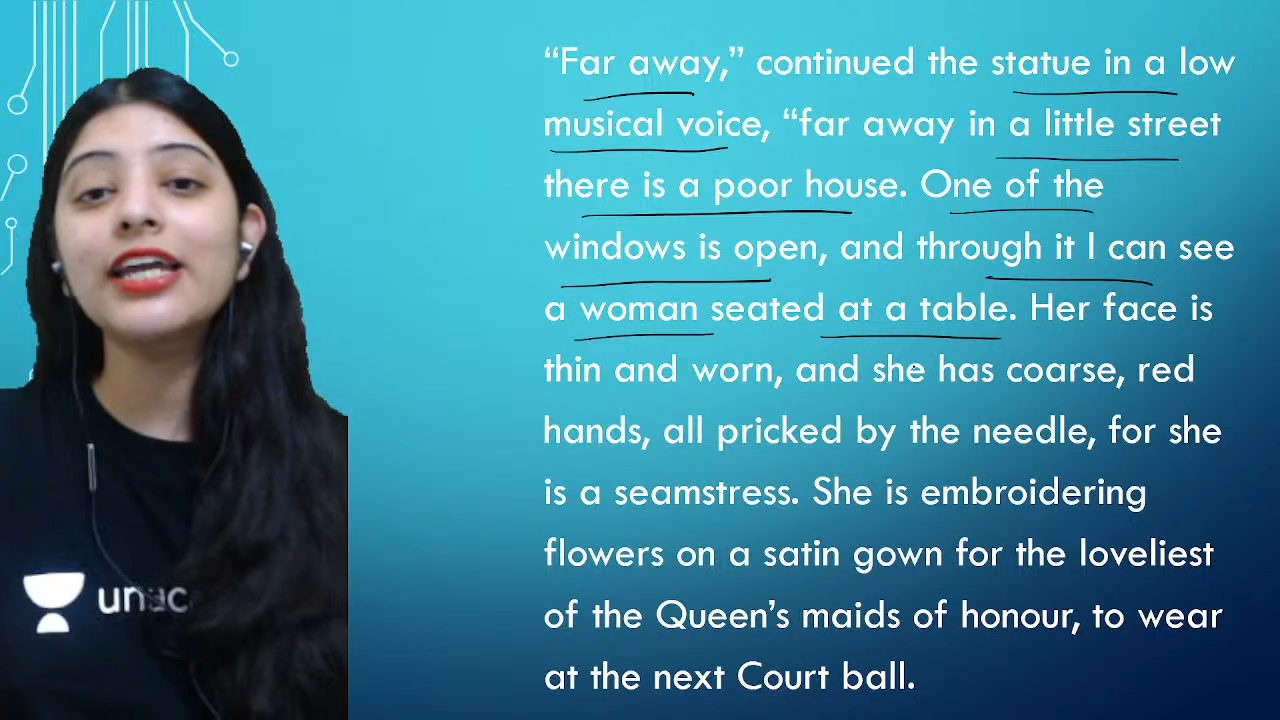 “Far away,” continued the statue in a low
musical voice, “far away in a little street
there is a poor house. One of the
windows is open, and through it I can see
a woman seated at a table. Her face is
thin and worn, and she has coarse, red
hands, all pricked by the needle, for she
is a seamstress. She is embroidering
flowers on a satin gown for the loveliest
of the Queen’s maids of honour, to wear
at the next Court ball.